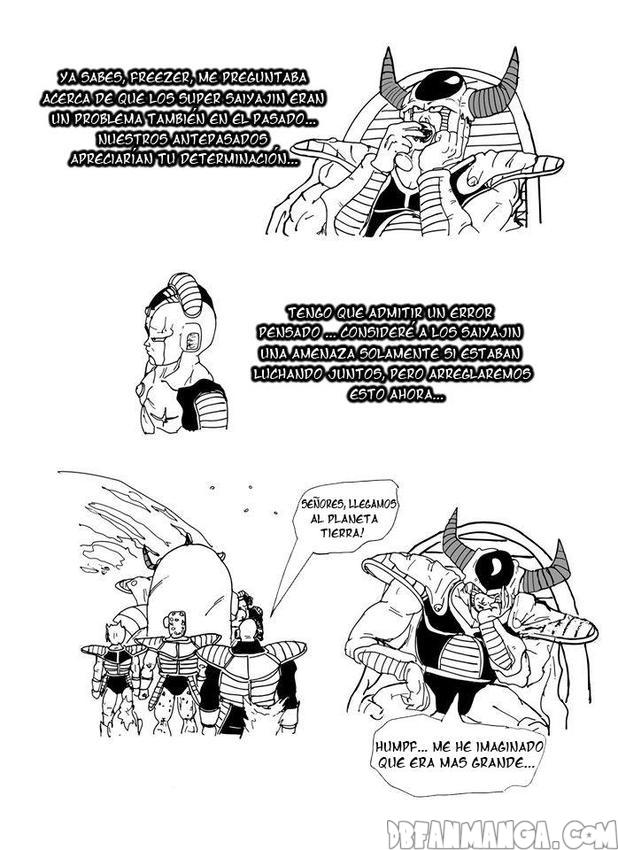 YA SABES, FREEZER, ME PREGUNTABA
ACERCA DE QUE LOS SUPER SAIYAJIN ERAN
UN PROBLEMA TAMBIÉN EN EL PASADO...
NUESTROS ANTEPASADOS
APRECIARÍAN TU DETERMINACIÓN...
TENGO QUE ADMITIR UN ERROR
PENSADO ... CONSIDERÉ A LOS SAIYAJIN
UNA AMENAZA SOLAMENTE SI ESTABAN
LUCHANDO JUNTOS, PERO ARREGLAREMOS
ESTO AHORA...
SEÑORES, LLEGAMOS
AL PLANETA
TIERRA!
HUMPF... ME HE IMAGINADO
QUE ERA MAS GRANDE...
DBFANMANGA.COM